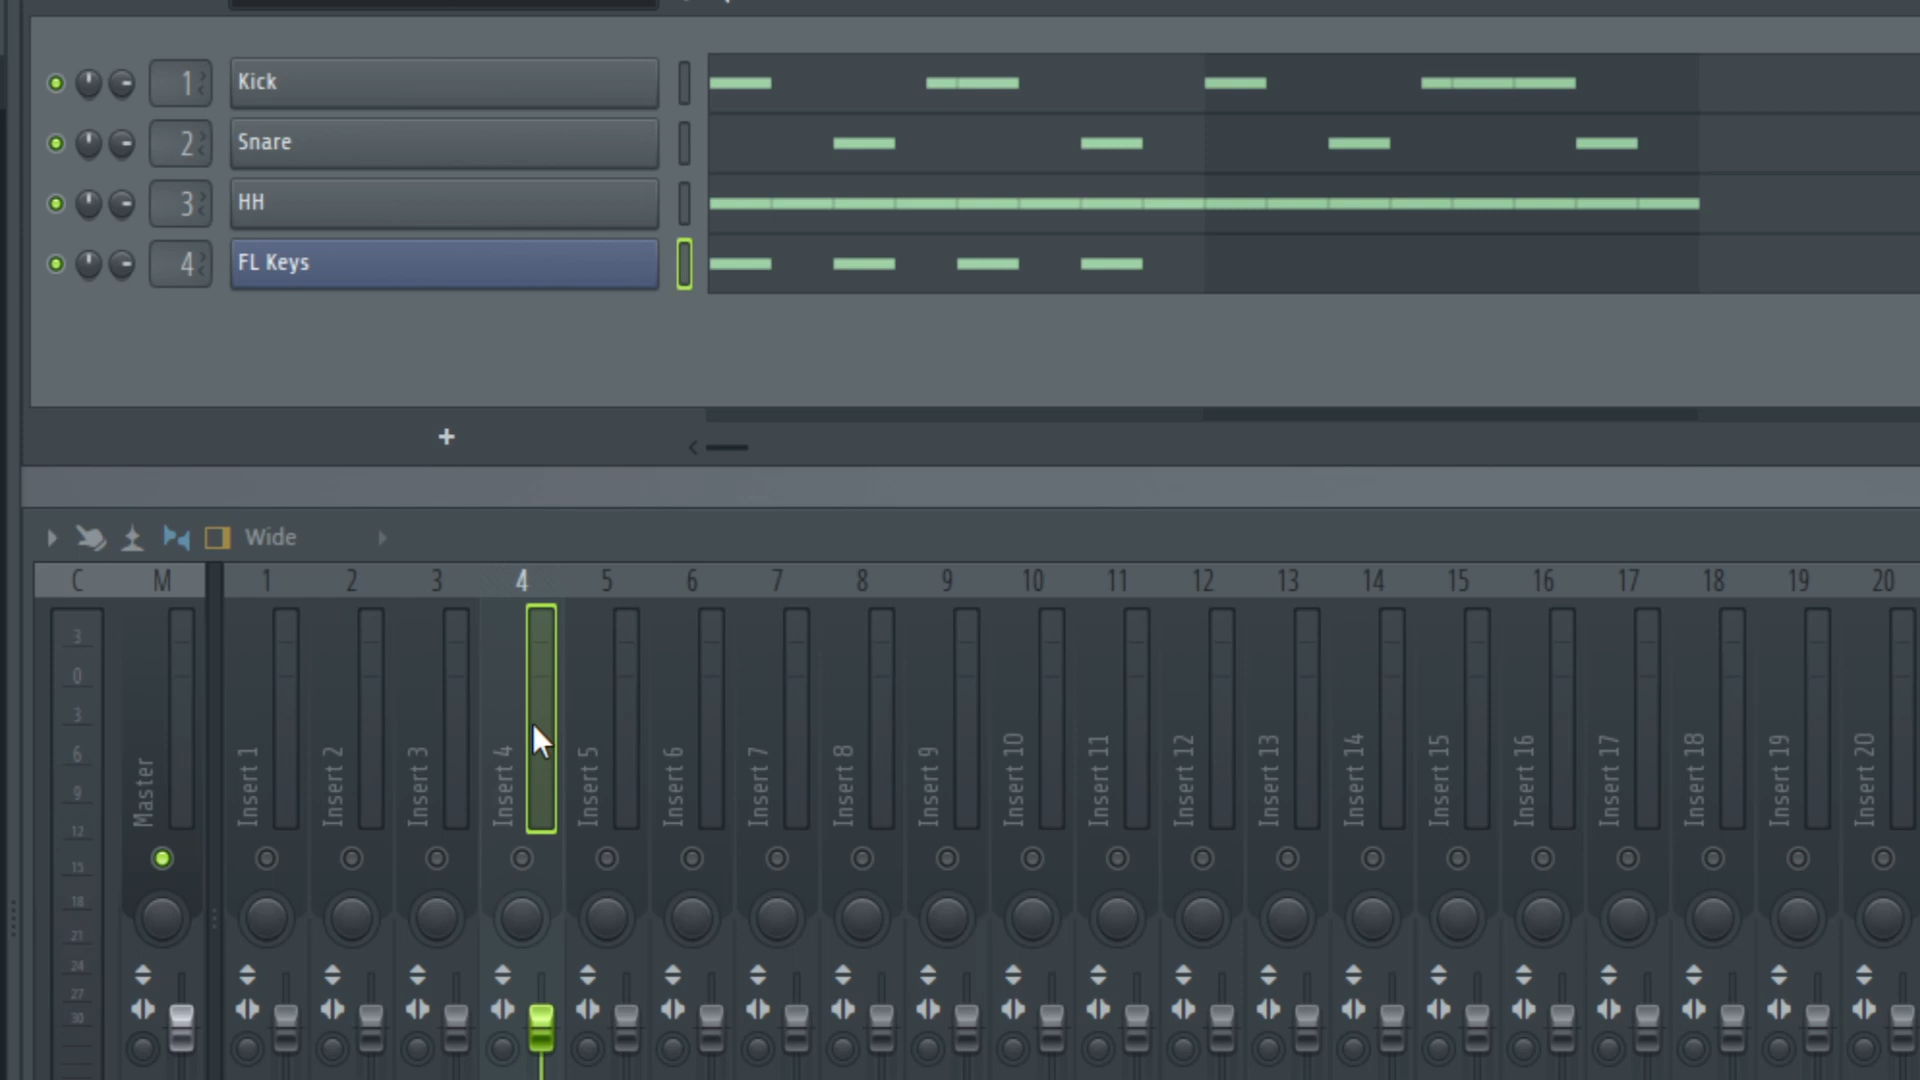 1 Kick
2 Snare
3 HH
4 FL Keys
+
Wide
C M 1 2 3 4 5 6 7 8 9 10 11 12 13 14 15 16 17 18 19 20
3
0
3
6
9
12
15
18
21
24
27
30
Master
Insert 1
Insert 2
Insert 3
Insert 4
Insert 5
Insert 6
Insert 7
Insert 8
Insert 9
Insert 10
Insert 11
Insert 12
Insert 13
Insert 14
Insert 15
Insert 16
Insert 17
Insert 18
Insert 19
Insert 20